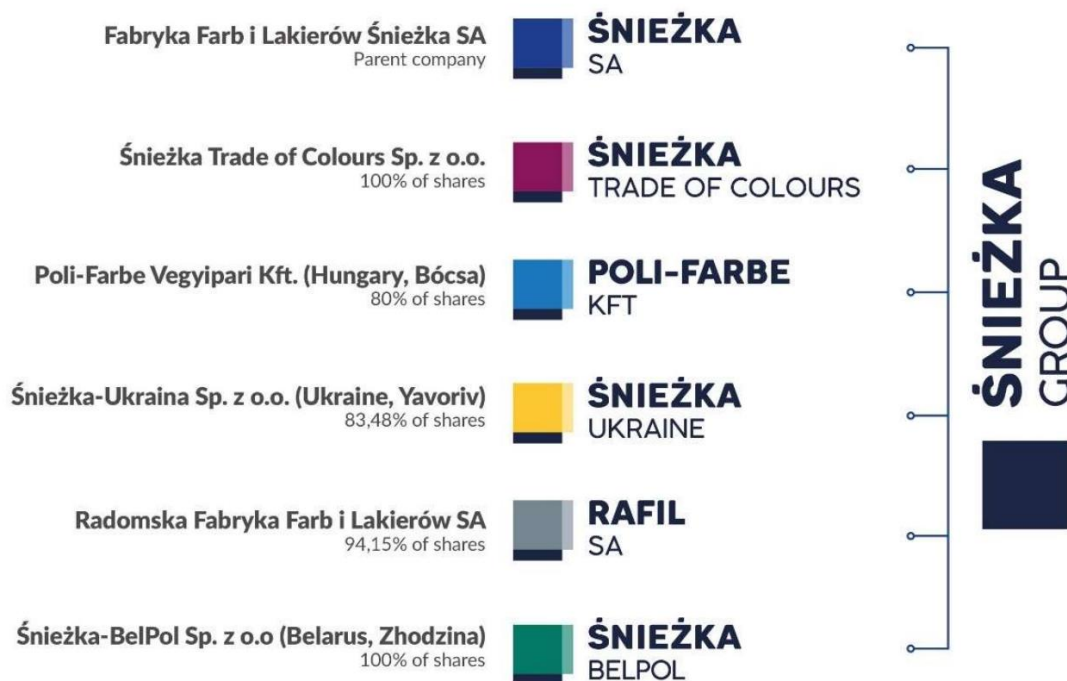 Fabryka Farb i Lakierów Śnieżka SA
Parent company
ŚNIEŻKA
SA
Śnieżka Trade of Colours Sp. z o.o.
100% of shares
ŚNIEŻKA
TRADE OF COLOURS
Poli-Farbe Vegyipari Kft. (Hungary, Bócsa)
80% of shares
POLI-FARBE
KFT
Śnieżka-Ukraina Sp. z o.o. (Ukraine, Yavoriv)
83,48% of shares
ŚNIEŻKA
UKRAINE
Radomska Fabryka Farb i Lakierów SA
94,15% of shares
RAFIL
SA
Śnieżka-BelPol Sp. z o.o (Belarus, Zhodzina)
100% of shares
ŚNIEŻKA
BELPOL
ŚNIEŻKA
GROUP